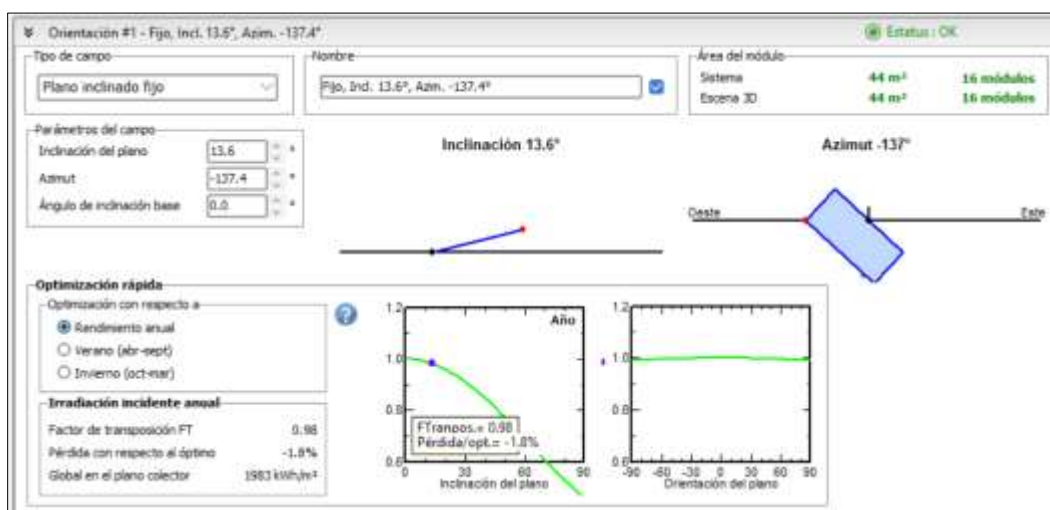 Orientación #1 - Fijo, Incl. 13.6°, Azim. -137.4°
Estatus : OK
Tipo de campo
Plano inclinado fijo
Nombre
Fijo, Incl. 13.6°, Azim. -137.4°
Área del módulo
Sistema 44 m² 16 módulos
Escena 3D 44 m² 16 módulos
Parámetros del campo
Inclinación del plano 13.6 °
Azimut -137.4 °
Ángulo de inclinación base 0.0 °
Inclinación 13.6°
Azimut -137°
Oeste
Este
Optimización rápida
Optimización con respecto a
Rendimiento anual
Verano (abr-sept)
Invierno (oct-mar)
Irradiación incidente anual
Factor de transposición FT 0.98
Pérdida con respecto al óptimo -1.8%
Global en el plano colector 1983 kWh/m²
?
Año
1.2
1.0
0.8
0.6
FTranpos.= 0.98
Pérdida/opt.= -1.8%
0 30 60 90
Inclinación del plano
1.2
1.0
0.8
0.6
-90 -60 -30 0 30 60 90
Orientación del plano